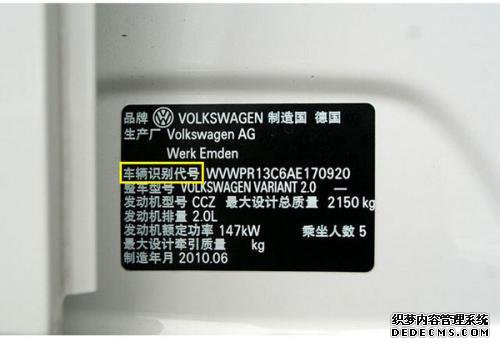 品牌 VOLKSWAGEN 制造国 德国
生产厂 Volkswagen AG
Werk Emden
车辆识别代号 WVWPR13C6AE170920
整车型号 VOLKSWAGEN VARIANT 2.0 —
发动机型号 CCZ 最大设计总质量 2150 kg
发动机排量 2.0L
发动机额定功率 147kW 乘坐人数 5
最大设计牵引质量 kg
制造年月 2010.06
织梦内容管理系统
DEDECMS.COM